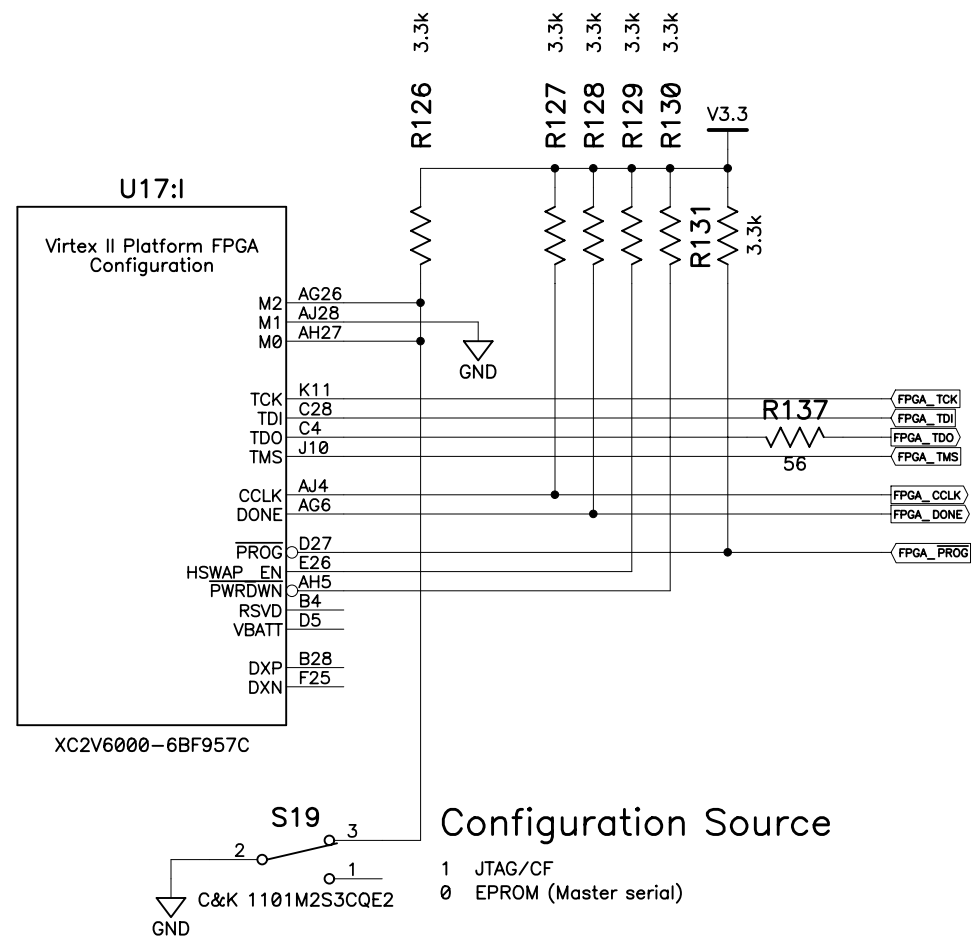 3.3k
3.3k
3.3k
3.3k
3.3k
R126
R127
R128
R129
R130
V3.3
U17:I
R131
3.3k
Virtex II Platform FPGA
Configuration
M2 AG26
M1 AJ28
M0 AH27
GND
TCK K11 FPGA_TCK
TDI C28 R137 FPGA_TDI
TDO C4 FPGA_TDO
TMS J10 56 FPGA_TMS
CCLK AJ4 FPGA_CCLK
DONE AG6 FPGA_DONE
PROG D27 FPGA_PROG
HSWAP_EN E26
PWRDWN AH5
RSVD B4
VBATT D5
DXP B28
DXN F25
XC2V6000-6BF957C
S19
Configuration Source
2
3
1
1 JTAG/CF
0 EPROM (Master serial)
C&K 1101M2S3CQE2
GND